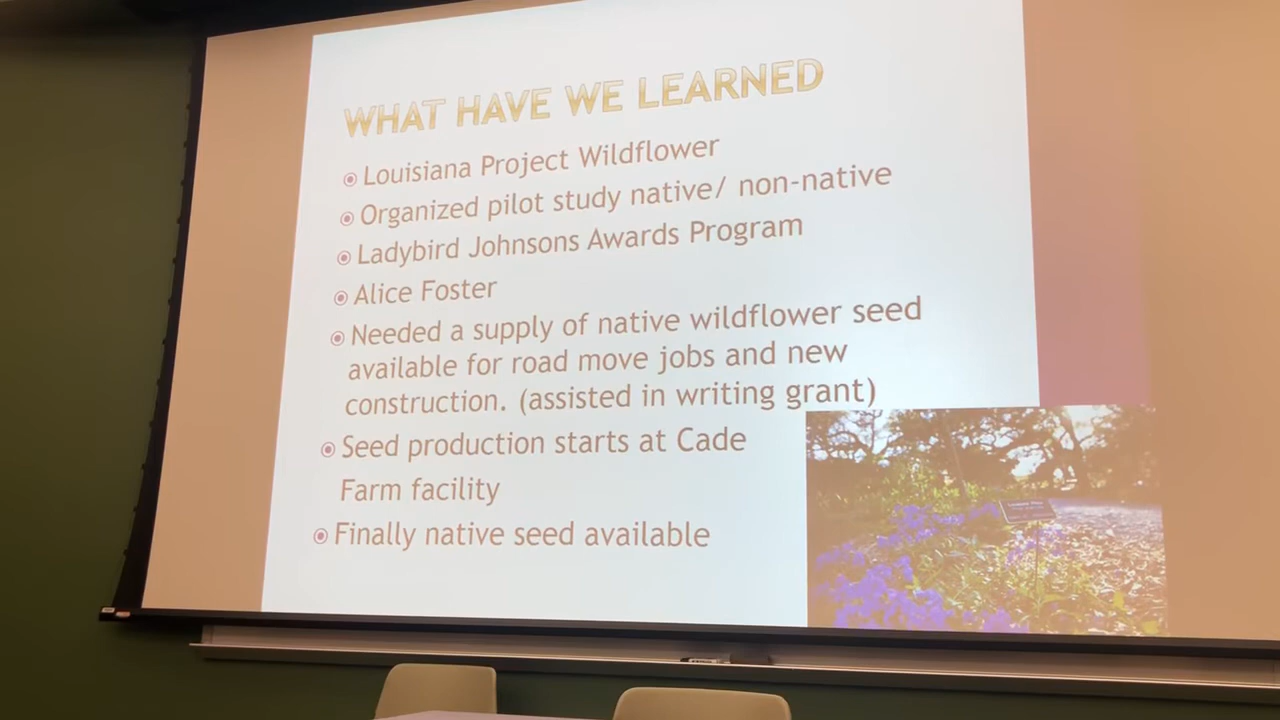 WHAT HAVE WE LEARNED
Louisiana Project Wildflower
Organized pilot study native/ non-native
Ladybird Johnsons Awards Program
Alice Foster
Needed a supply of native wildflower seed
available for road move jobs and new
construction. (assisted in writing grant)
Seed production starts at Cade
Farm facility
Finally native seed available